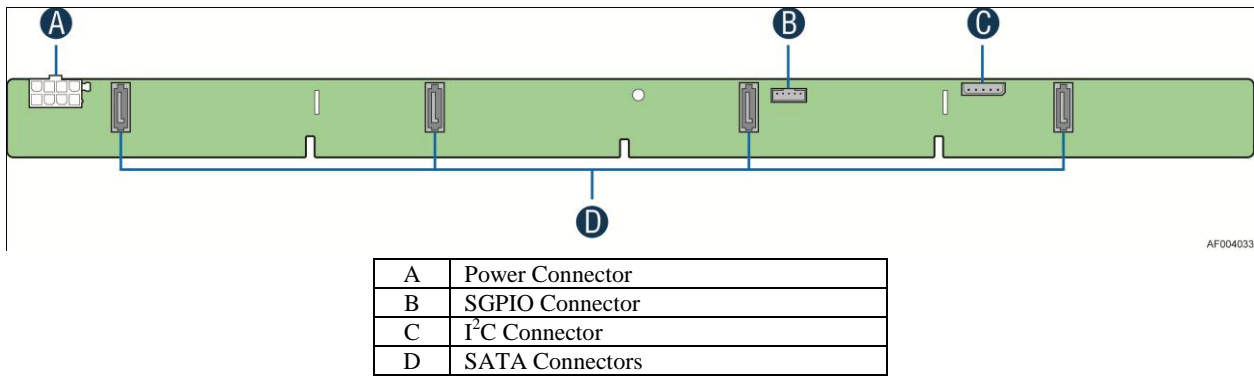 A B C
D
AF004033
A Power Connector
B SGPIO Connector
C I²C Connector
D SATA Connectors